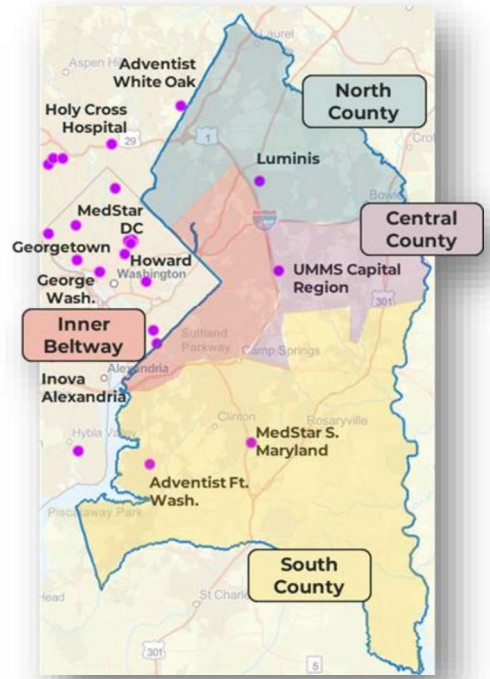 Laurel
Aspen Hill
Adventist
White Oak
North
County
Holy Cross
Hospital
29
1
Crof
Luminis
Bowie
MedStar
DC
Central
County
Georgetown
Howard
Washington
George
Wash.
UMMS Capital
Region
301
Inner
Beltway
Suitland
Parkway
Camp Springs
Alexandria
Inova
Alexandria
Clinton
Rosaryville
Hybla Valley
MedStar S.
Maryland
Adventist Ft.
Wash.
Piscataway Park
South
County
Head
St Charles
301
5